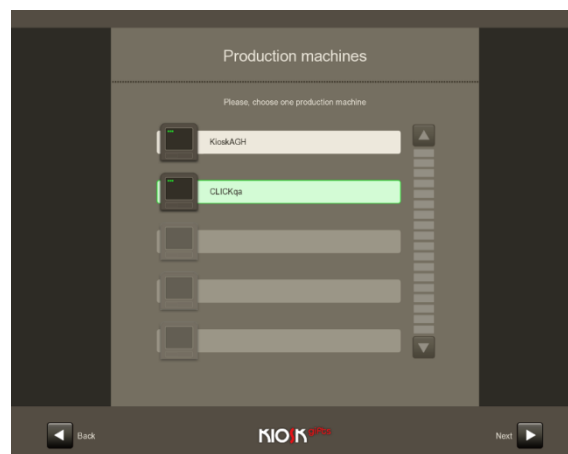 Production machines
Please, choose one production machine
KioskAGH
CLICKqa
Back
KIOSK
Next